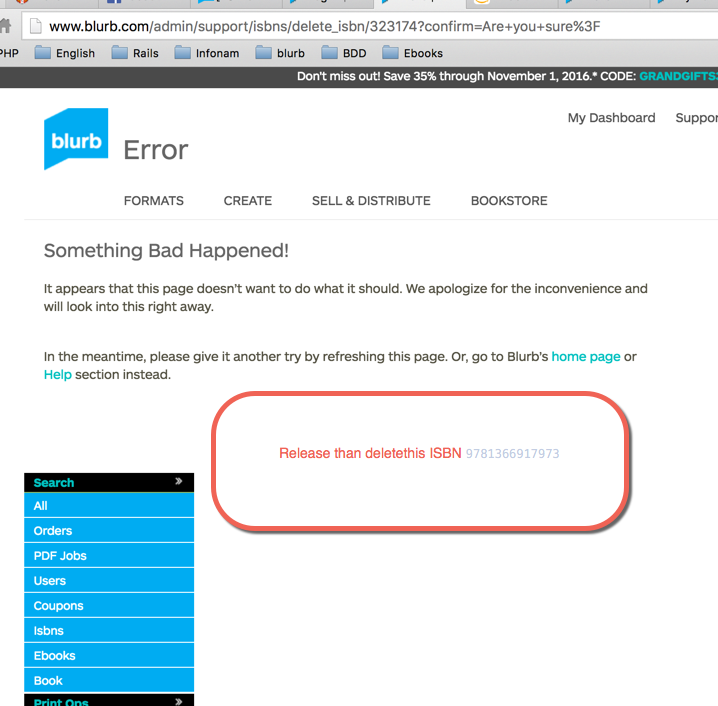 www.blurb.com/admin/support/isbns/delete_isbn/323174?confirm=Are+you+sure%3F
PHP English Rails Infonam blurb BDD Ebooks
Don't miss out! Save 35% through November 1, 2016.* CODE: GRANDGIFTS
My Dashboard Suppor
blurb Error
FORMATS CREATE SELL & DISTRIBUTE BOOKSTORE
Something Bad Happened!
It appears that this page doesn't want to do what it should. We apologize for the inconvenience and
will look into this right away.
In the meantime, please give it another try by refreshing this page. Or, go to Blurb's home page or
Help section instead.
Release than deletethis ISBN 9781366917973
Search »
All
Orders
PDF Jobs
Users
Coupons
Isbns
Ebooks
Book
Print Ops »